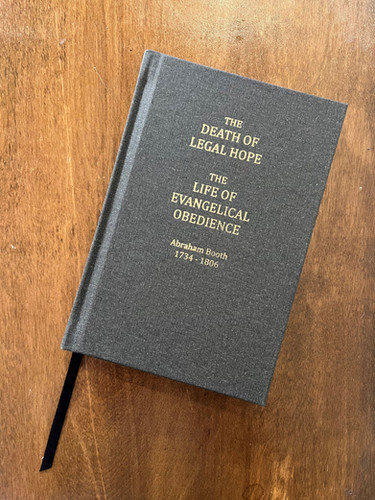 THE
DEATH OF
LEGAL HOPE
THE
LIFE OF
EVANGELICAL
OBEDIENCE
Abraham Booth
1734 - 1806